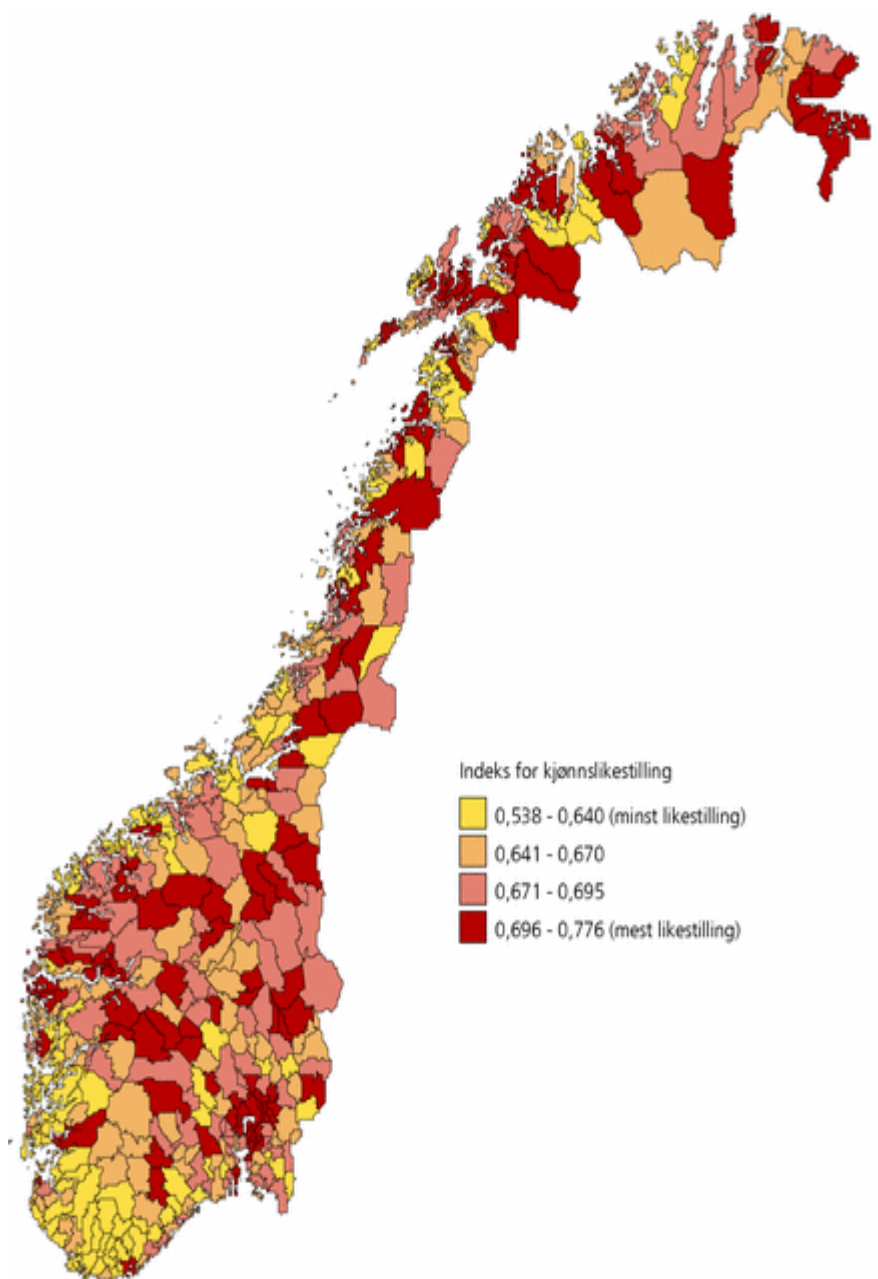 Indeks for kjønnslikestilling
0,538 - 0,640 (minst likestilling)
0,641 - 0,670
0,671 - 0,695
0,696 - 0,776 (mest likestilling)